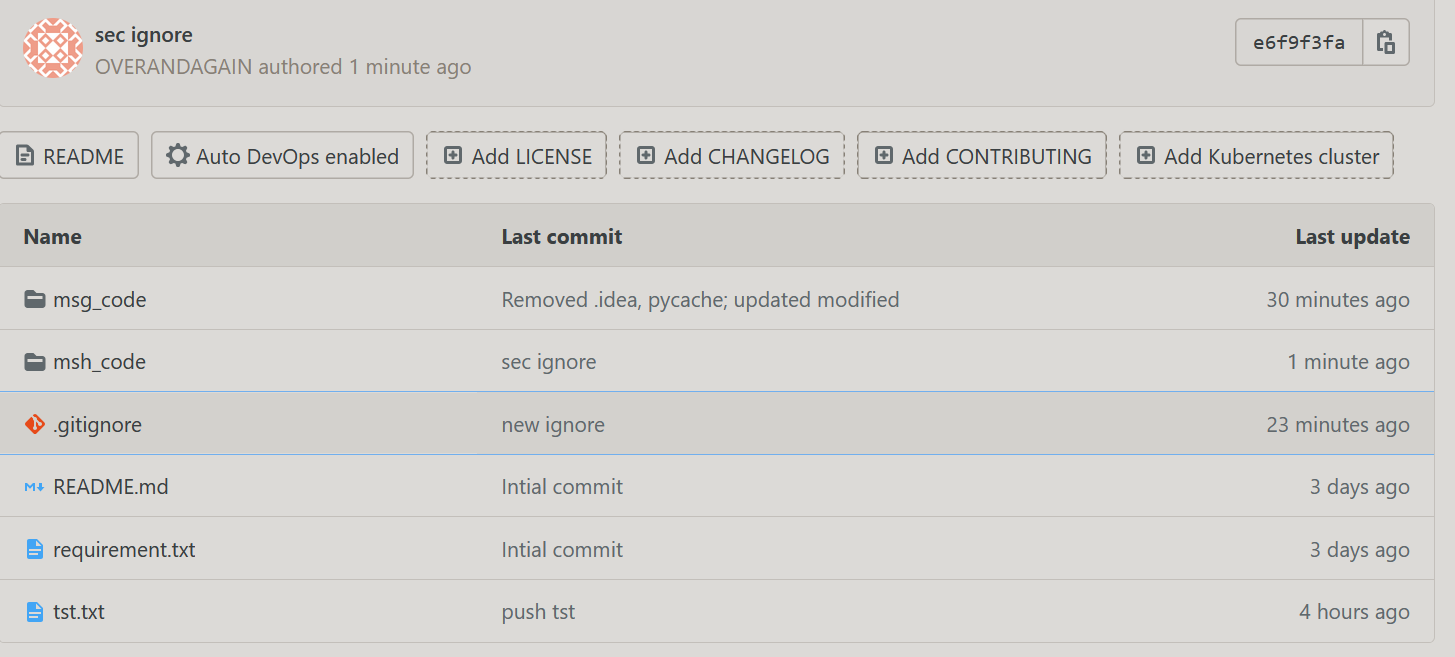 sec ignore
OVERANDAGAIN authored 1 minute ago
e6f9f3fa
README Auto DevOps enabled Add LICENSE Add CHANGELOG Add CONTRIBUTING Add Kubernetes cluster
Name Last commit Last update
msg_code Removed .idea, pycache; updated modified 30 minutes ago
msh_code sec ignore 1 minute ago
.gitignore new ignore 23 minutes ago
README.md Intial commit 3 days ago
requirement.txt Intial commit 3 days ago
tst.txt push tst 4 hours ago